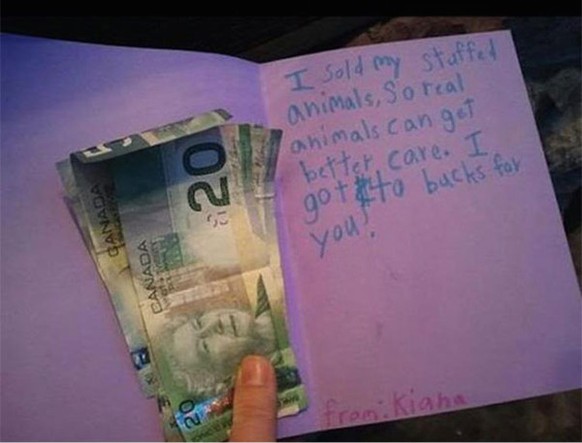 I sold my stuffed
animals, So real
animals can get
better care. I
got $40 bucks for
you!
from: Kiana
CANADA
CANADA
20
20